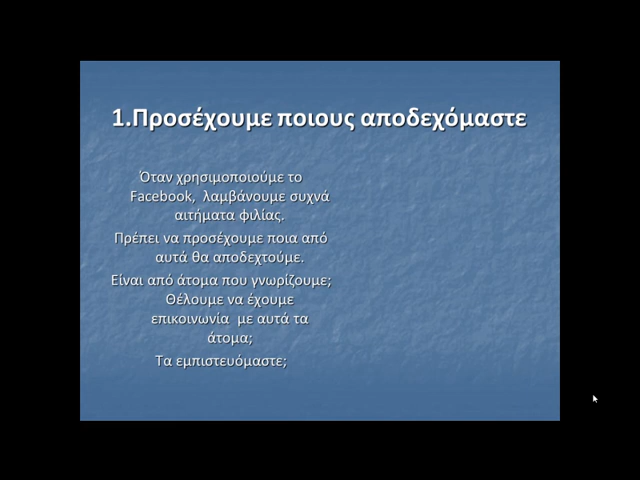 1.Προσέχουμε ποιους αποδεχόμαστε
Όταν χρησιμοποιούμε το
Facebook, λαμβάνουμε συχνά
αιτήματα φιλίας.
Πρέπει να προσέχουμε ποια από
αυτά θα αποδεχτούμε.
Είναι από άτομα που γνωρίζουμε;
Θέλουμε να έχουμε
επικοινωνία με αυτά τα
άτομα;
Τα εμπιστευόμαστε;